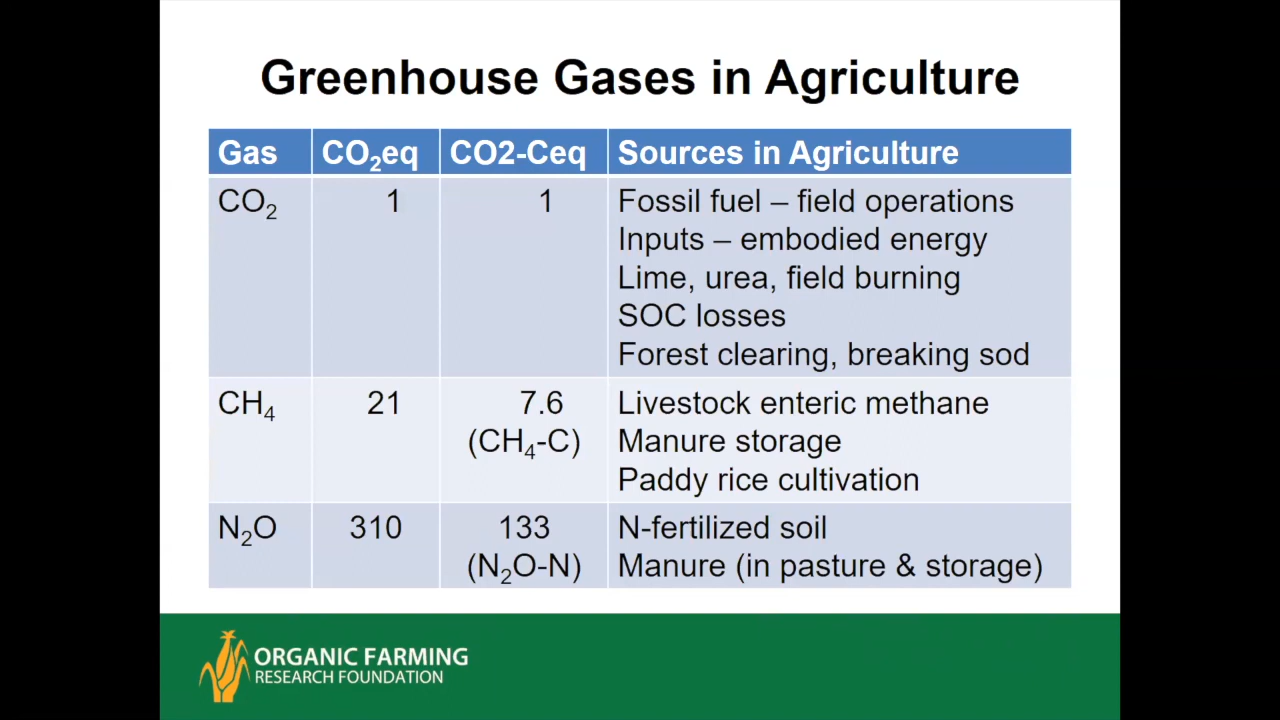 Greenhouse Gases in Agriculture
Gas CO₂eq CO2-Ceq Sources in Agriculture
CO₂ 1 1 Fossil fuel – field operations
Inputs – embodied energy
Lime, urea, field burning
SOC losses
Forest clearing, breaking sod
CH₄ 21 7.6 Livestock enteric methane
(CH₄-C) Manure storage
Paddy rice cultivation
N₂O 310 133 N-fertilized soil
(N₂O-N) Manure (in pasture & storage)
ORGANIC FARMING
RESEARCH FOUNDATION